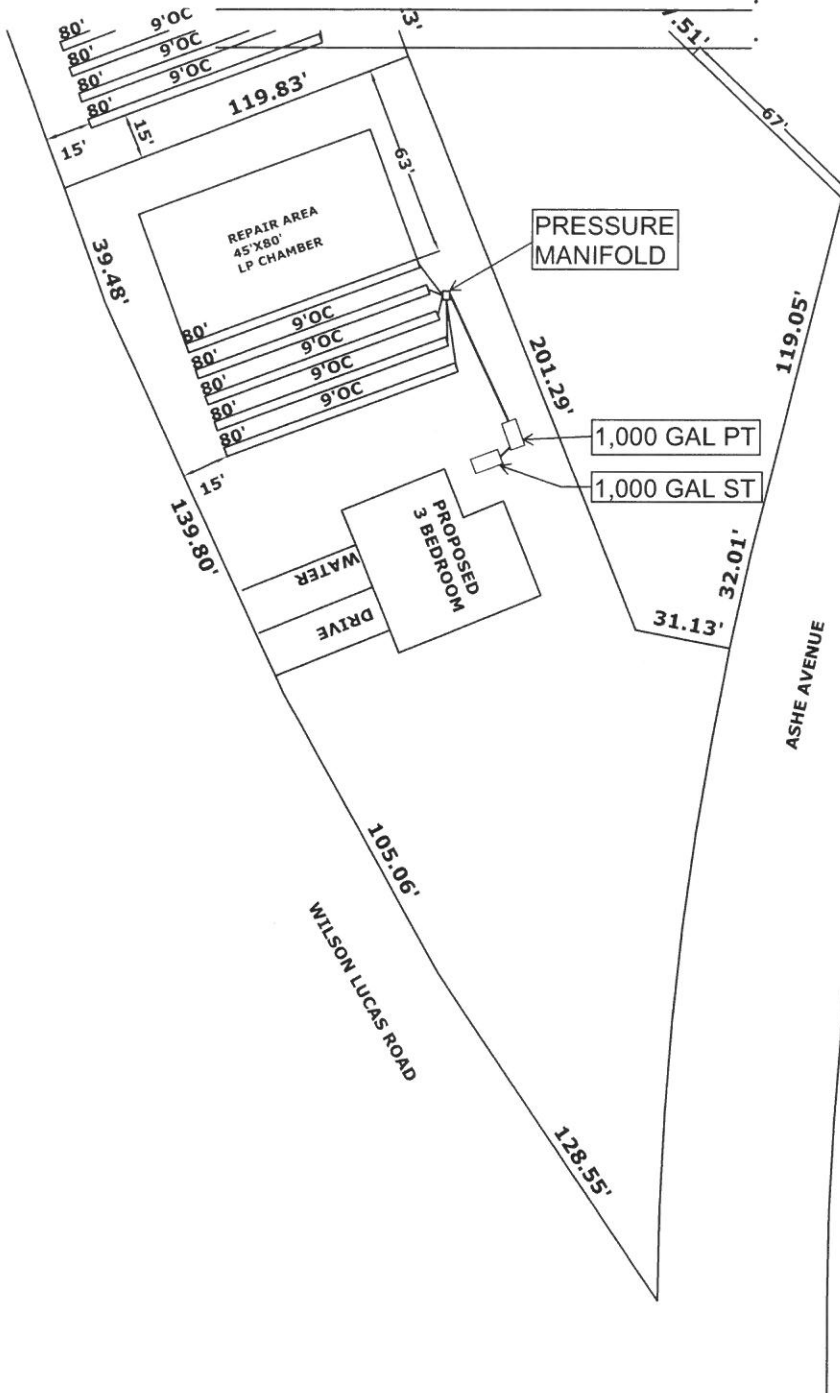 80'
9'OC
80'
9'OC
80'
9'OC
80'
15'
15'
119.83'
63'
67'
REPAIR AREA
45'X80'
LP CHAMBER
PRESSURE
MANIFOLD
39.48'
80'
9'OC
80'
9'OC
80'
9'OC
80'
9'OC
80'
15'
201.29'
119.05'
1,000 GAL PT
1,000 GAL ST
139.80'
PROPOSED
3 BEDROOM
WATER
DRIVE
32.01'
31.13'
ASHE AVENUE
105.06'
WILSON LUCAS ROAD
128.55'